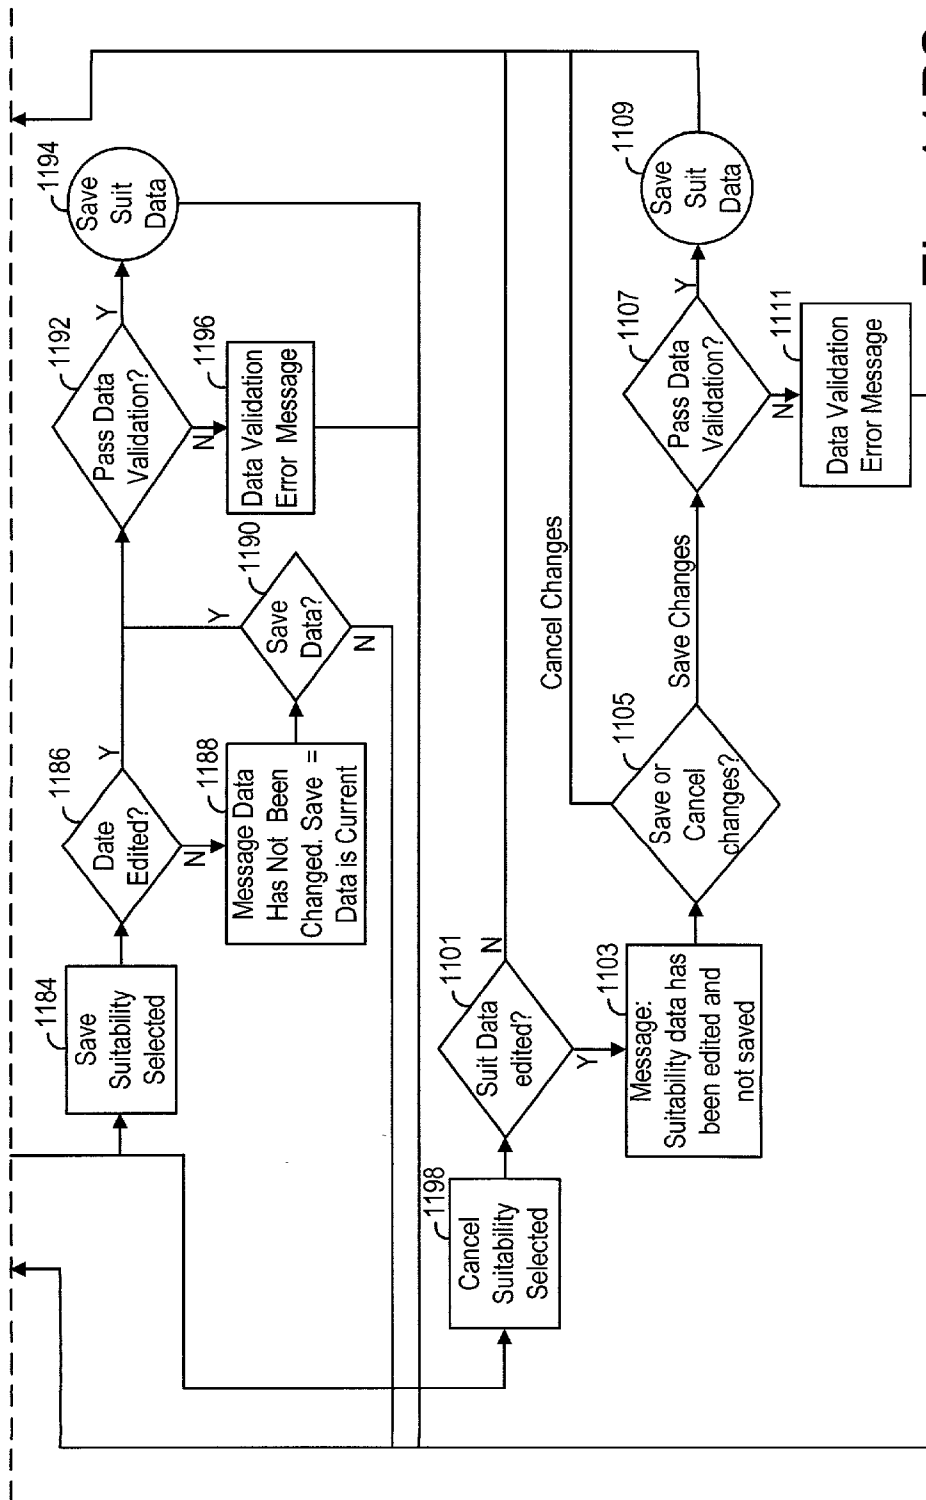 1184
Save
Suitability
Selected
1186
Date
Edited?
Y
N
1188
Message Data
Has Not Been
Changed. Save =
Data is Current
1190
Save
Data?
Y
N
1192
Pass Data
Validation?
Y
N
1194
Save
Suit
Data
1196
Data Validation
Error Message
1198
Cancel
Suitability
Selected
1101
Suit Data
edited?
N
Y
1103
Message:
Suitability data has
been edited and
not saved
1105
Save or
Cancel
changes?
Cancel Changes
Save Changes
1107
Pass Data
Validation?
Y
N
1109
Save
Suit
Data
1111
Data Validation
Error Message